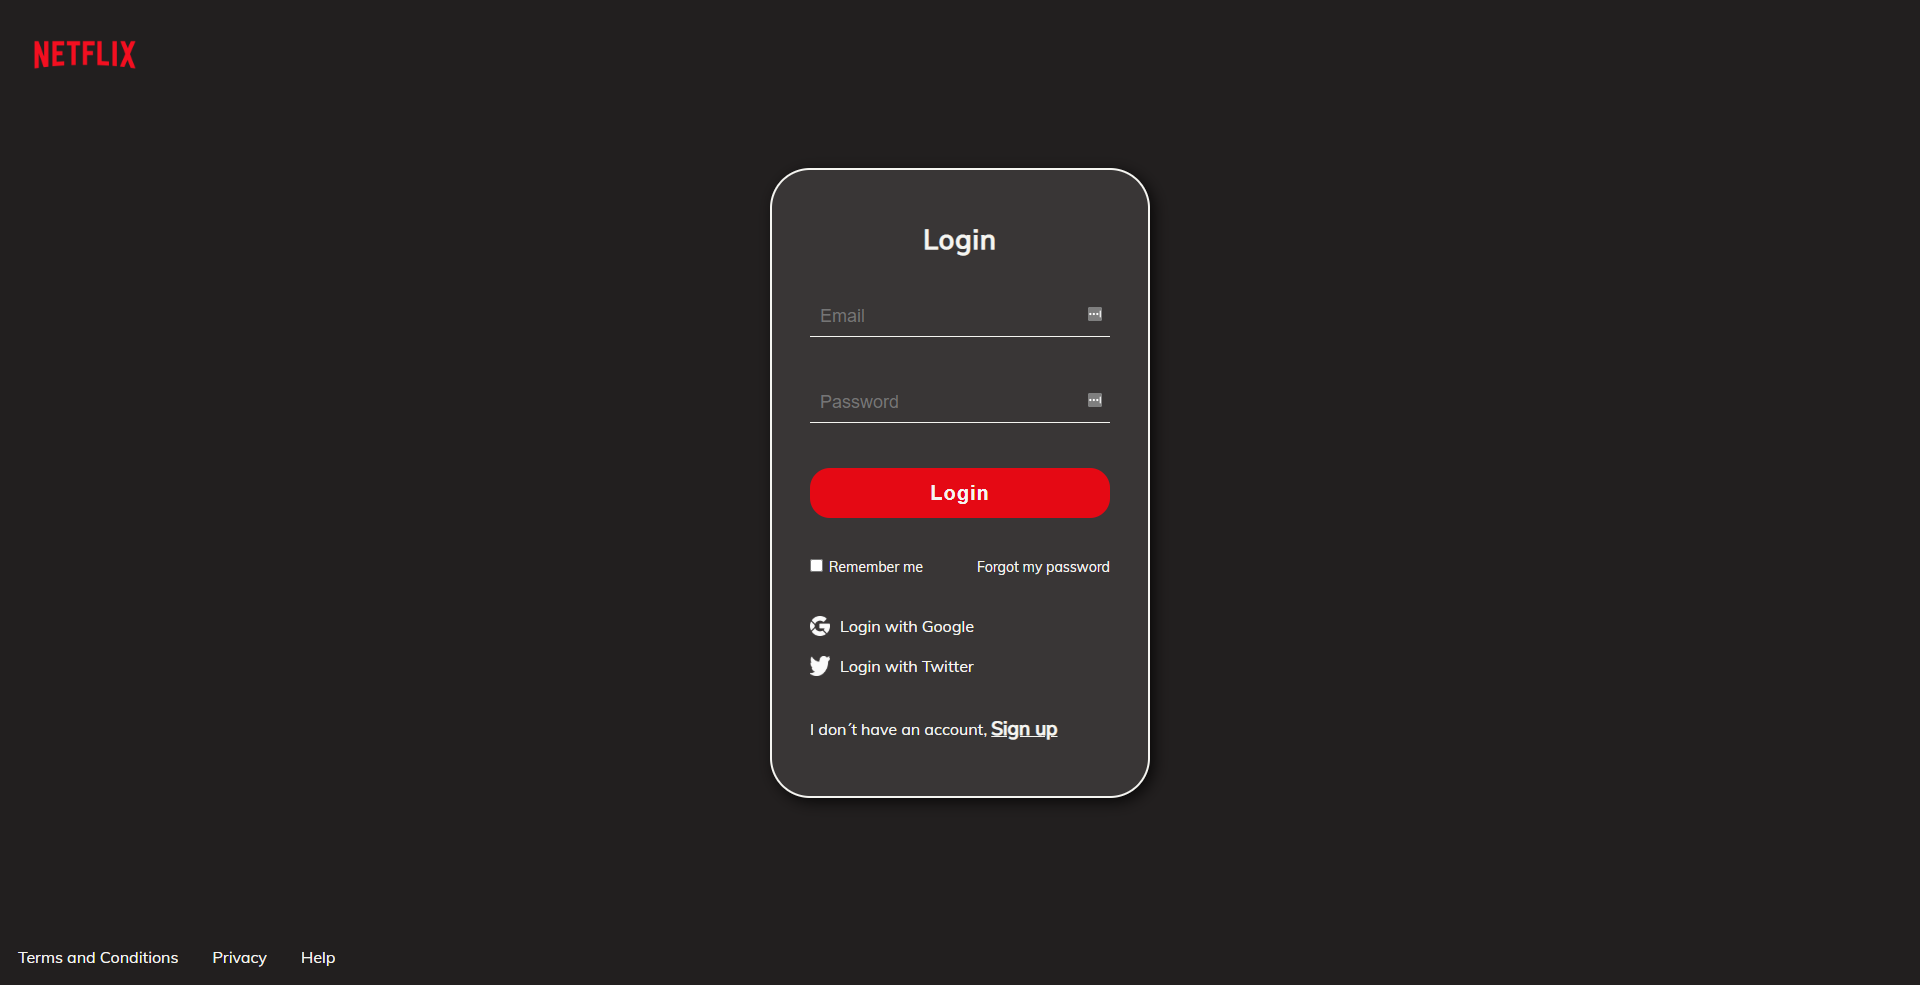 NETFLIX
Login
Email
Password
Login
Remember me
Forgot my password
Login with Google
Login with Twitter
I don´t have an account, Sign up
Terms and Conditions
Privacy
Help